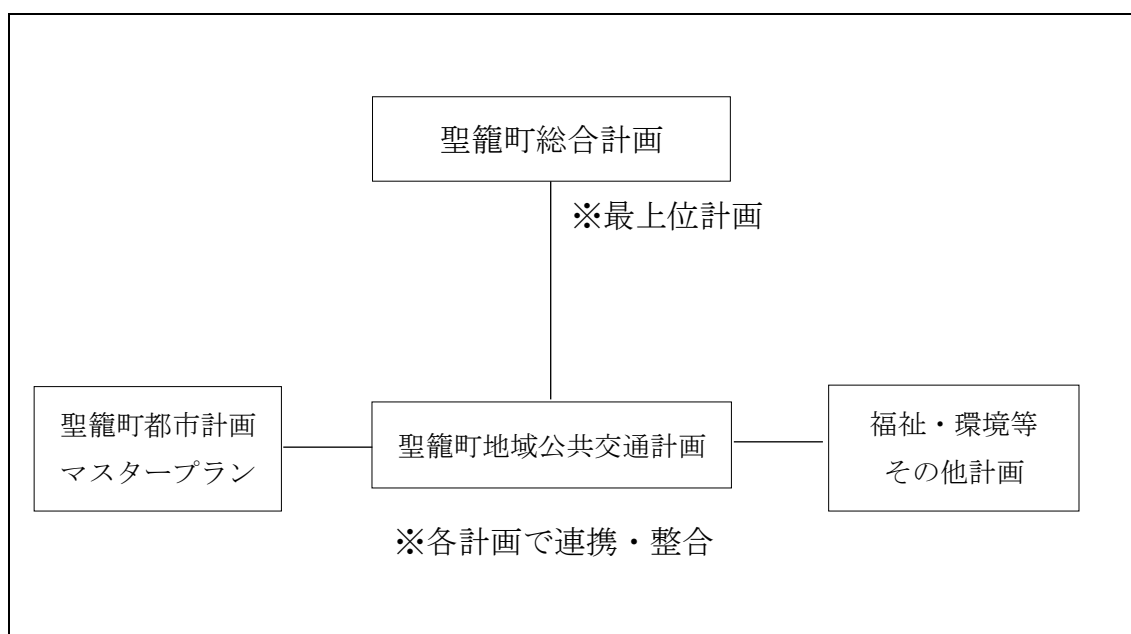 聖籠町総合計画
※最上位計画
聖籠町都市計画
マスタープラン
聖籠町地域公共交通計画
福祉・環境等
その他計画
※各計画で連携・整合